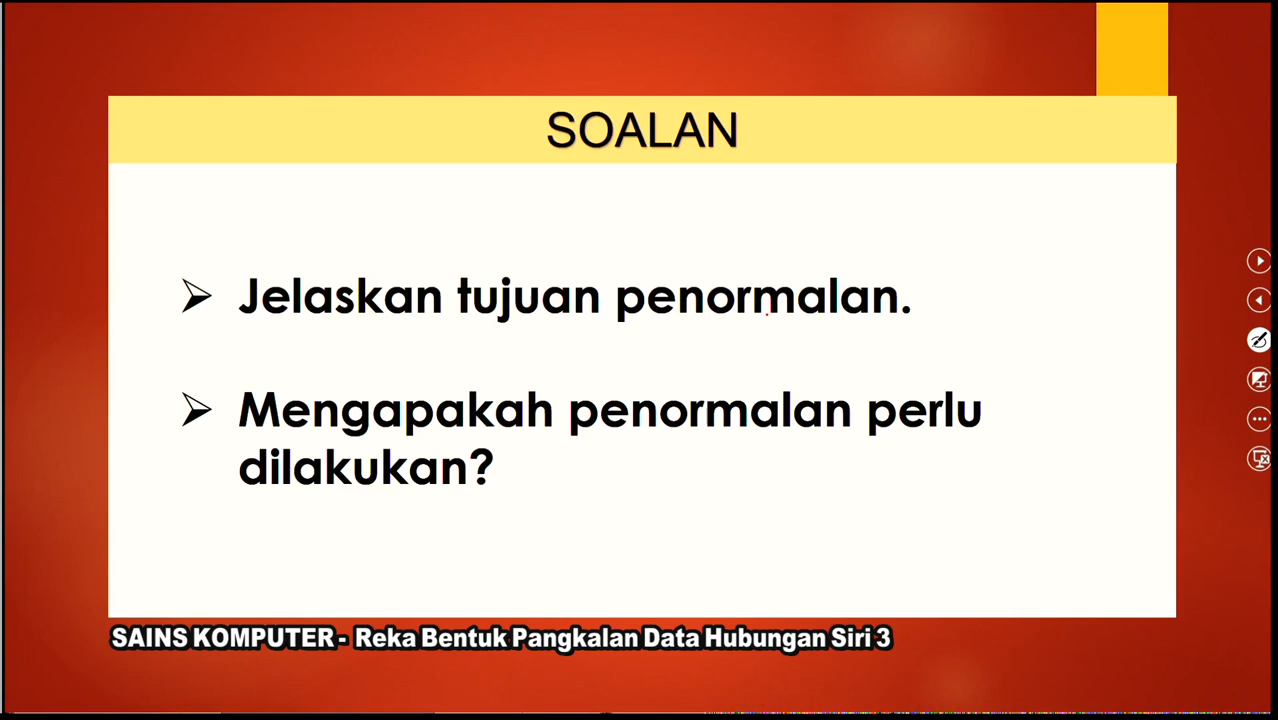 SOALAN
Jelaskan tujuan penormalan.
Mengapakah penormalan perlu
dilakukan?
SAINS KOMPUTER - Reka Bentuk Pangkalan Data Hubungan Siri 3